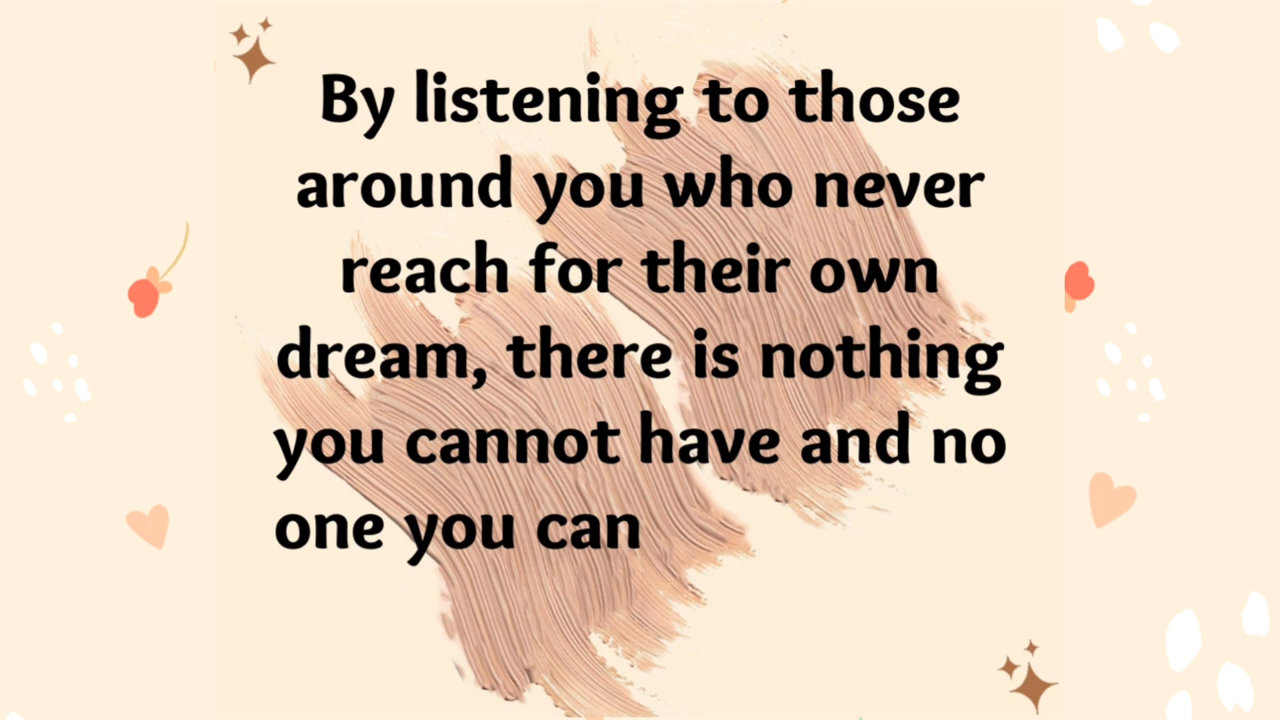 By listening to those
around you who never
reach for their own
dream, there is nothing
you cannot have and no
one you can